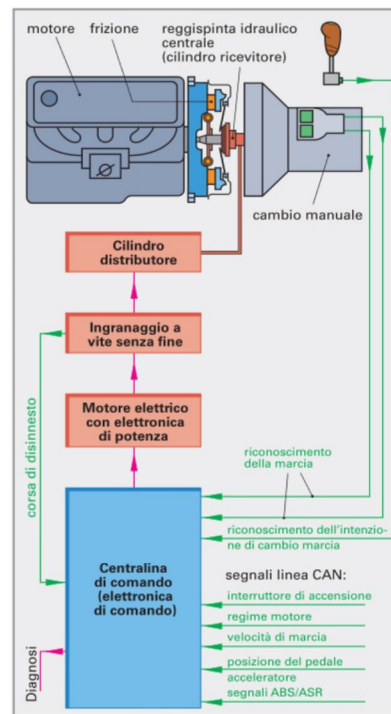 motore
frizione
reggispinta idraulico
centrale
(cilindro ricevitore)
cambio manuale
Cilindro
distributore
Ingranaggio a
vite senza fine
Motore elettrico
con elettronica
di potenza
corsa di disinnesto
riconoscimento
della marcia
riconoscimento dell'intenzio-
ne di cambio marcia
Centralina
di comando
(elettronica
di comando)
segnali linea CAN:
interruttore di accensione
regime motore
velocità di marcia
posizione del pedale
acceleratore
segnali ABS/ASR
Diagnosi